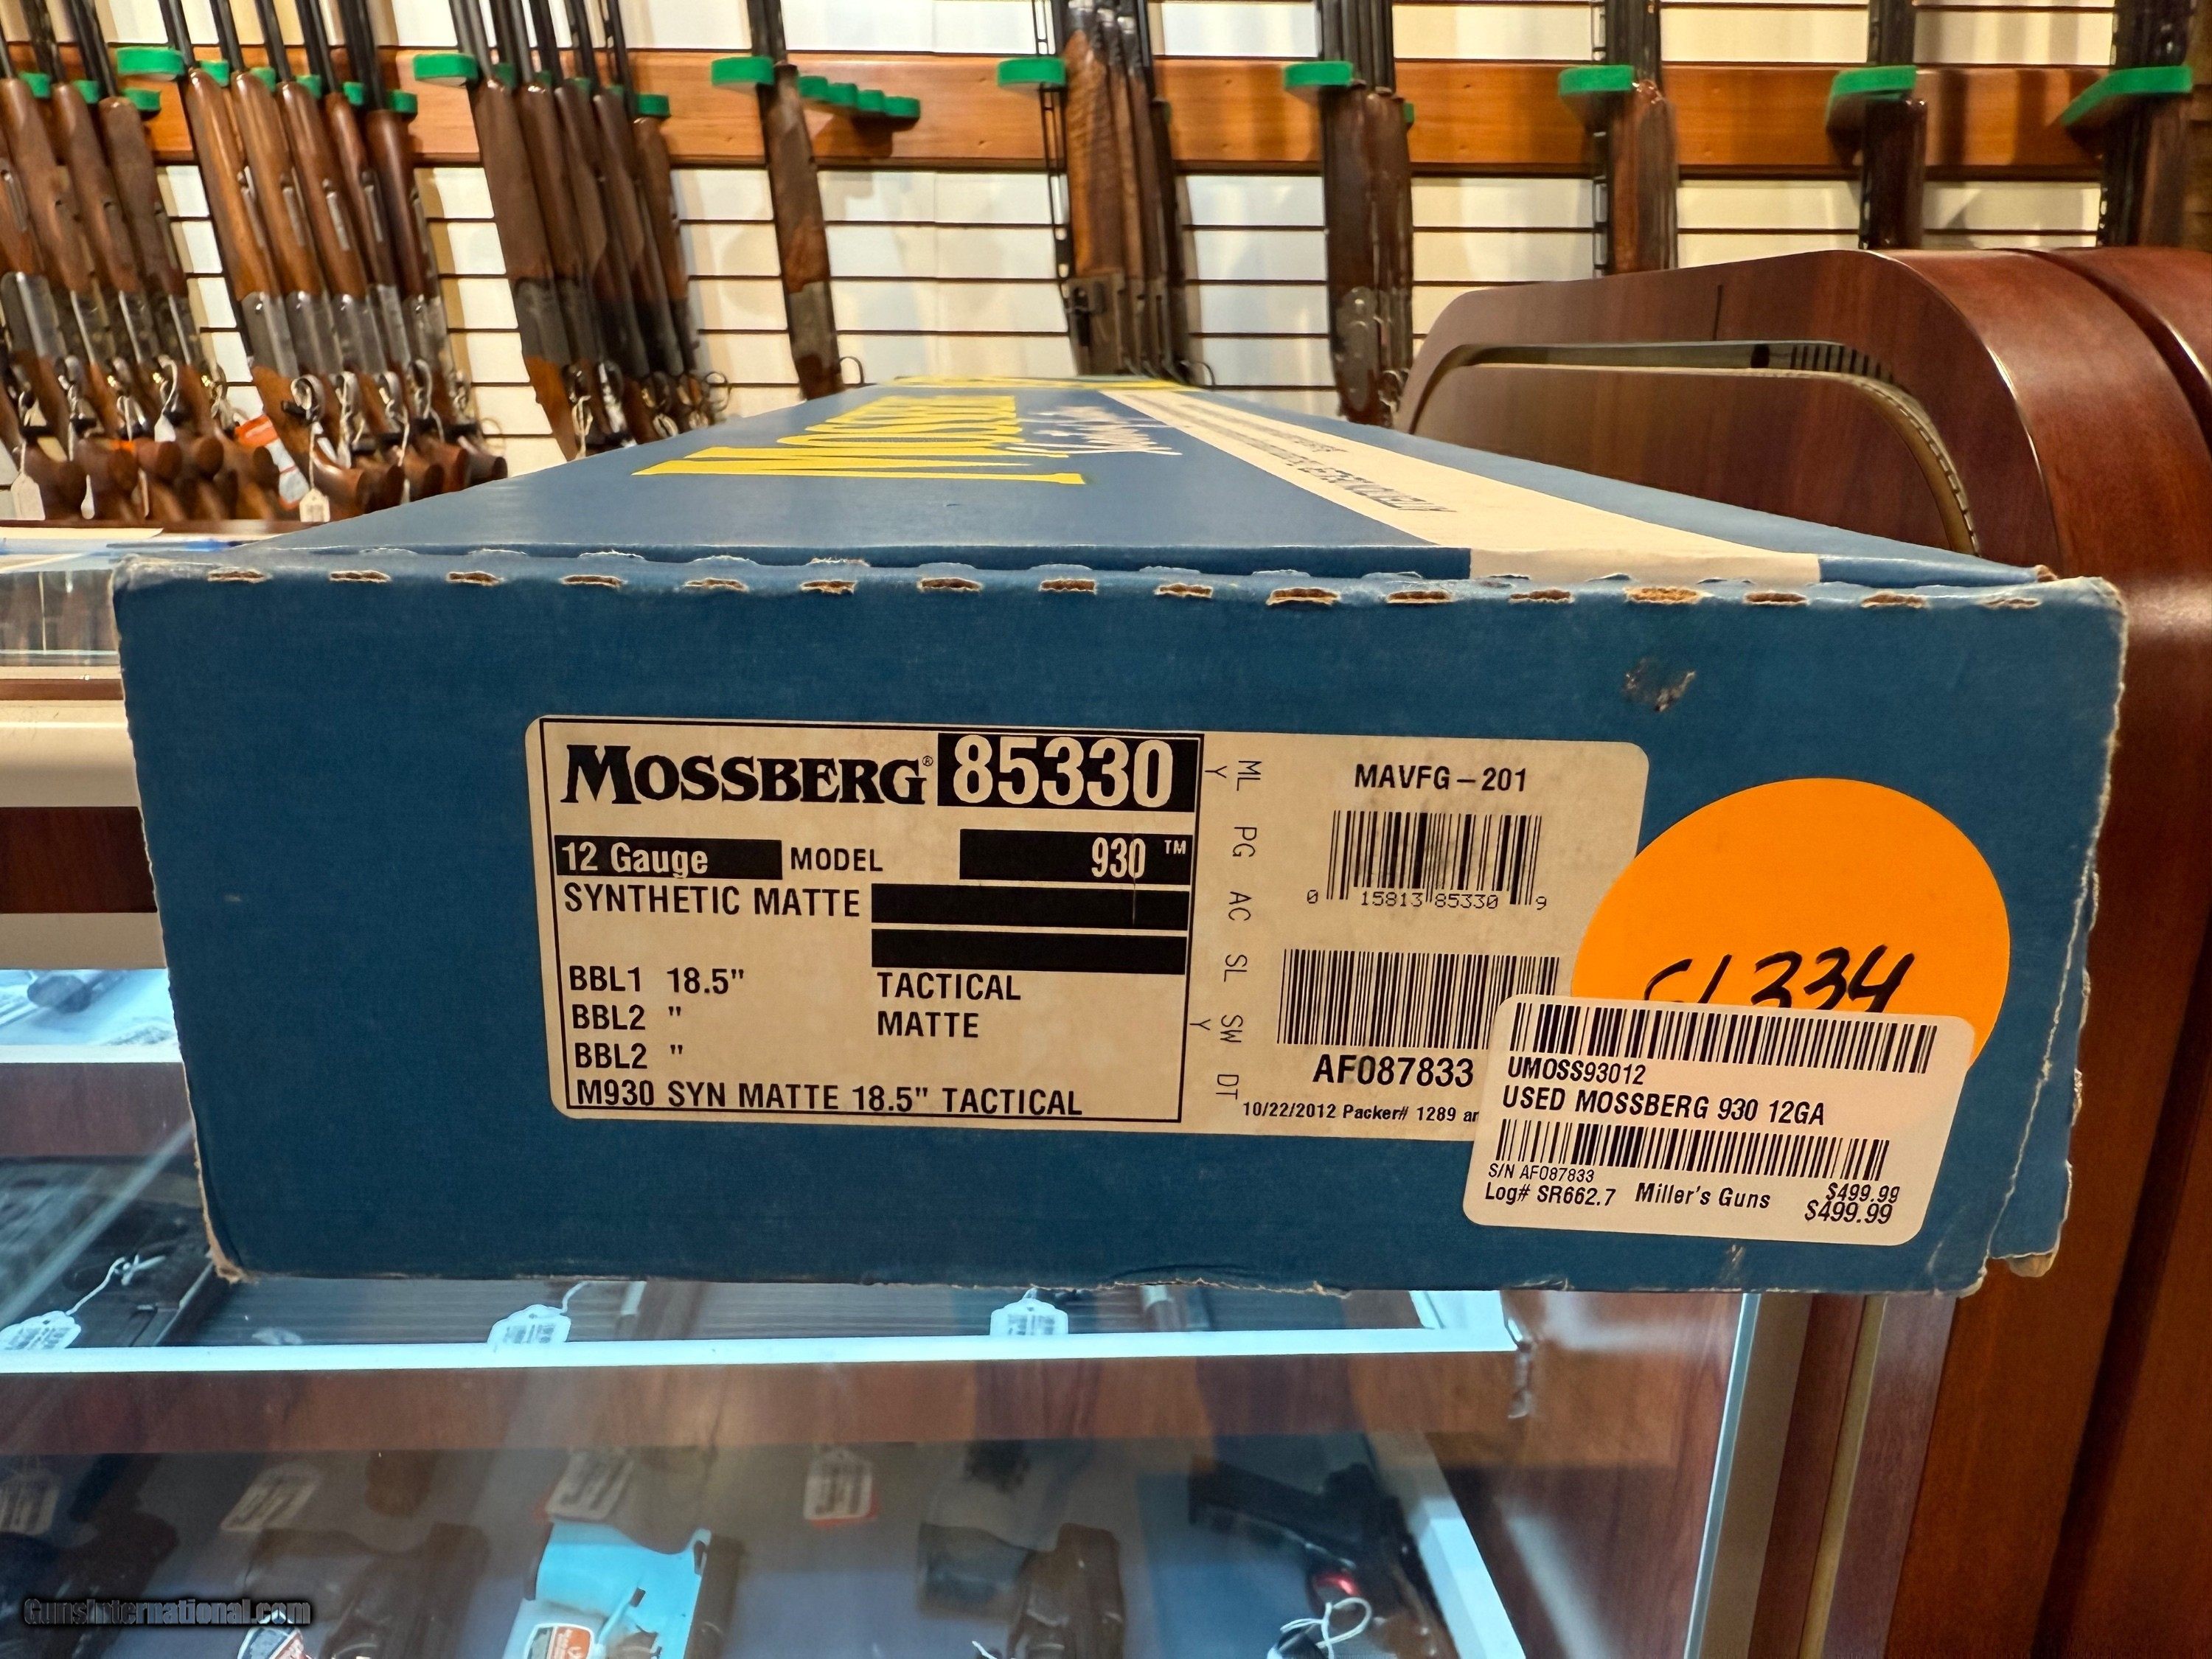 MOSSBERG® 85330
12 Gauge MODEL 930 ™
SYNTHETIC MATTE
BBL1 18.5" TACTICAL
BBL2 " MATTE
BBL2 "
M930 SYN MATTE 18.5" TACTICAL
ML PG AC SL SW DT
Y Y
MAVFG-201
0 15813 85330 9
AF087833
10/22/2012 Packer# 1289
334
UMOSS93012
USED MOSSBERG 930 12GA
S/N AF087833
$499.99
Log# SR662.7 Miller's Guns $499.99
GunsInternational.com